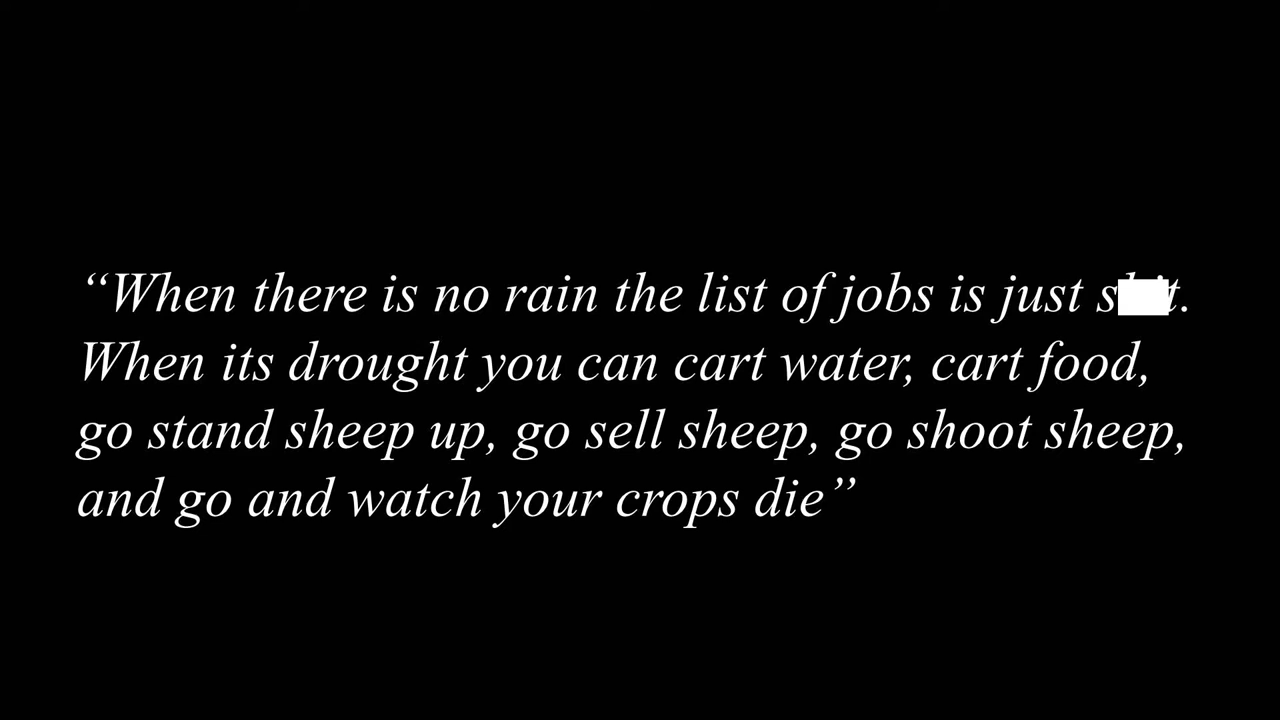 “When there is no rain the list of jobs is just
When its drought you can cart water, cart food,
go stand sheep up, go sell sheep, go shoot sheep,
and go and watch your crops die”